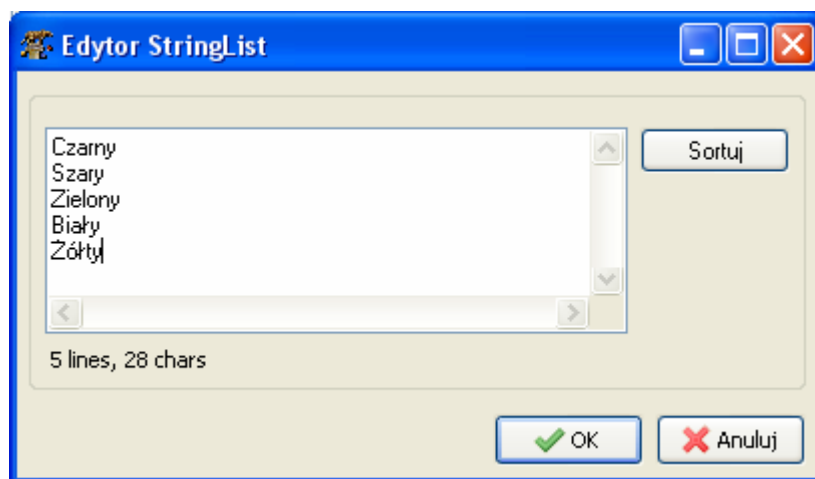 Edytor StringList
Czarny
Szary
Zielony
Biały
Żółty
Sortuj
5 lines, 28 chars
OK
Anuluj